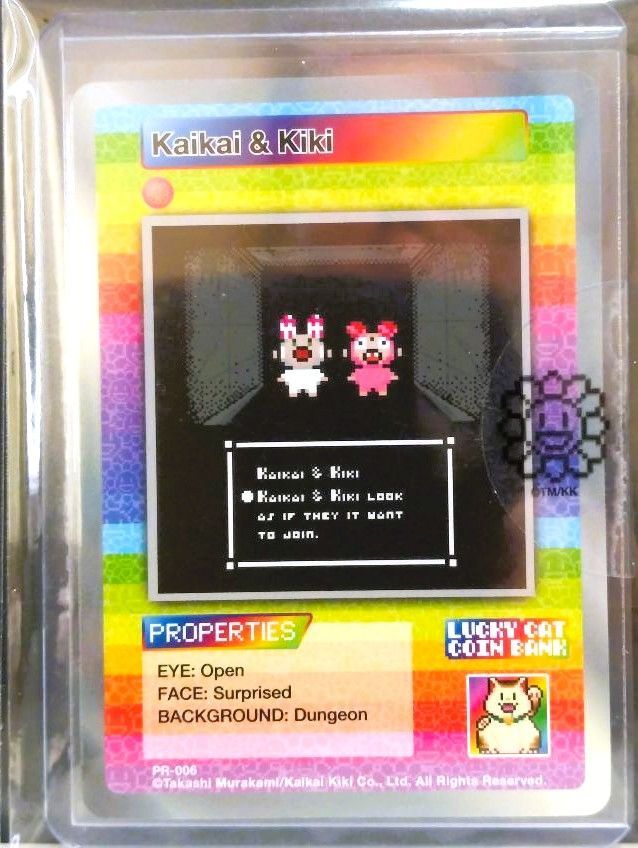 Kaikai & Kiki
Kaikai & Kiki
Kaikai & Kiki look
as if they it want
to join.
©TM/KK
PROPERTIES
LUCKY CAT
COIN BANK
EYE: Open
FACE: Surprised
BACKGROUND: Dungeon
PR-006
©Takashi Murakami/Kaikai Kiki Co., Ltd. All Rights Reserved.